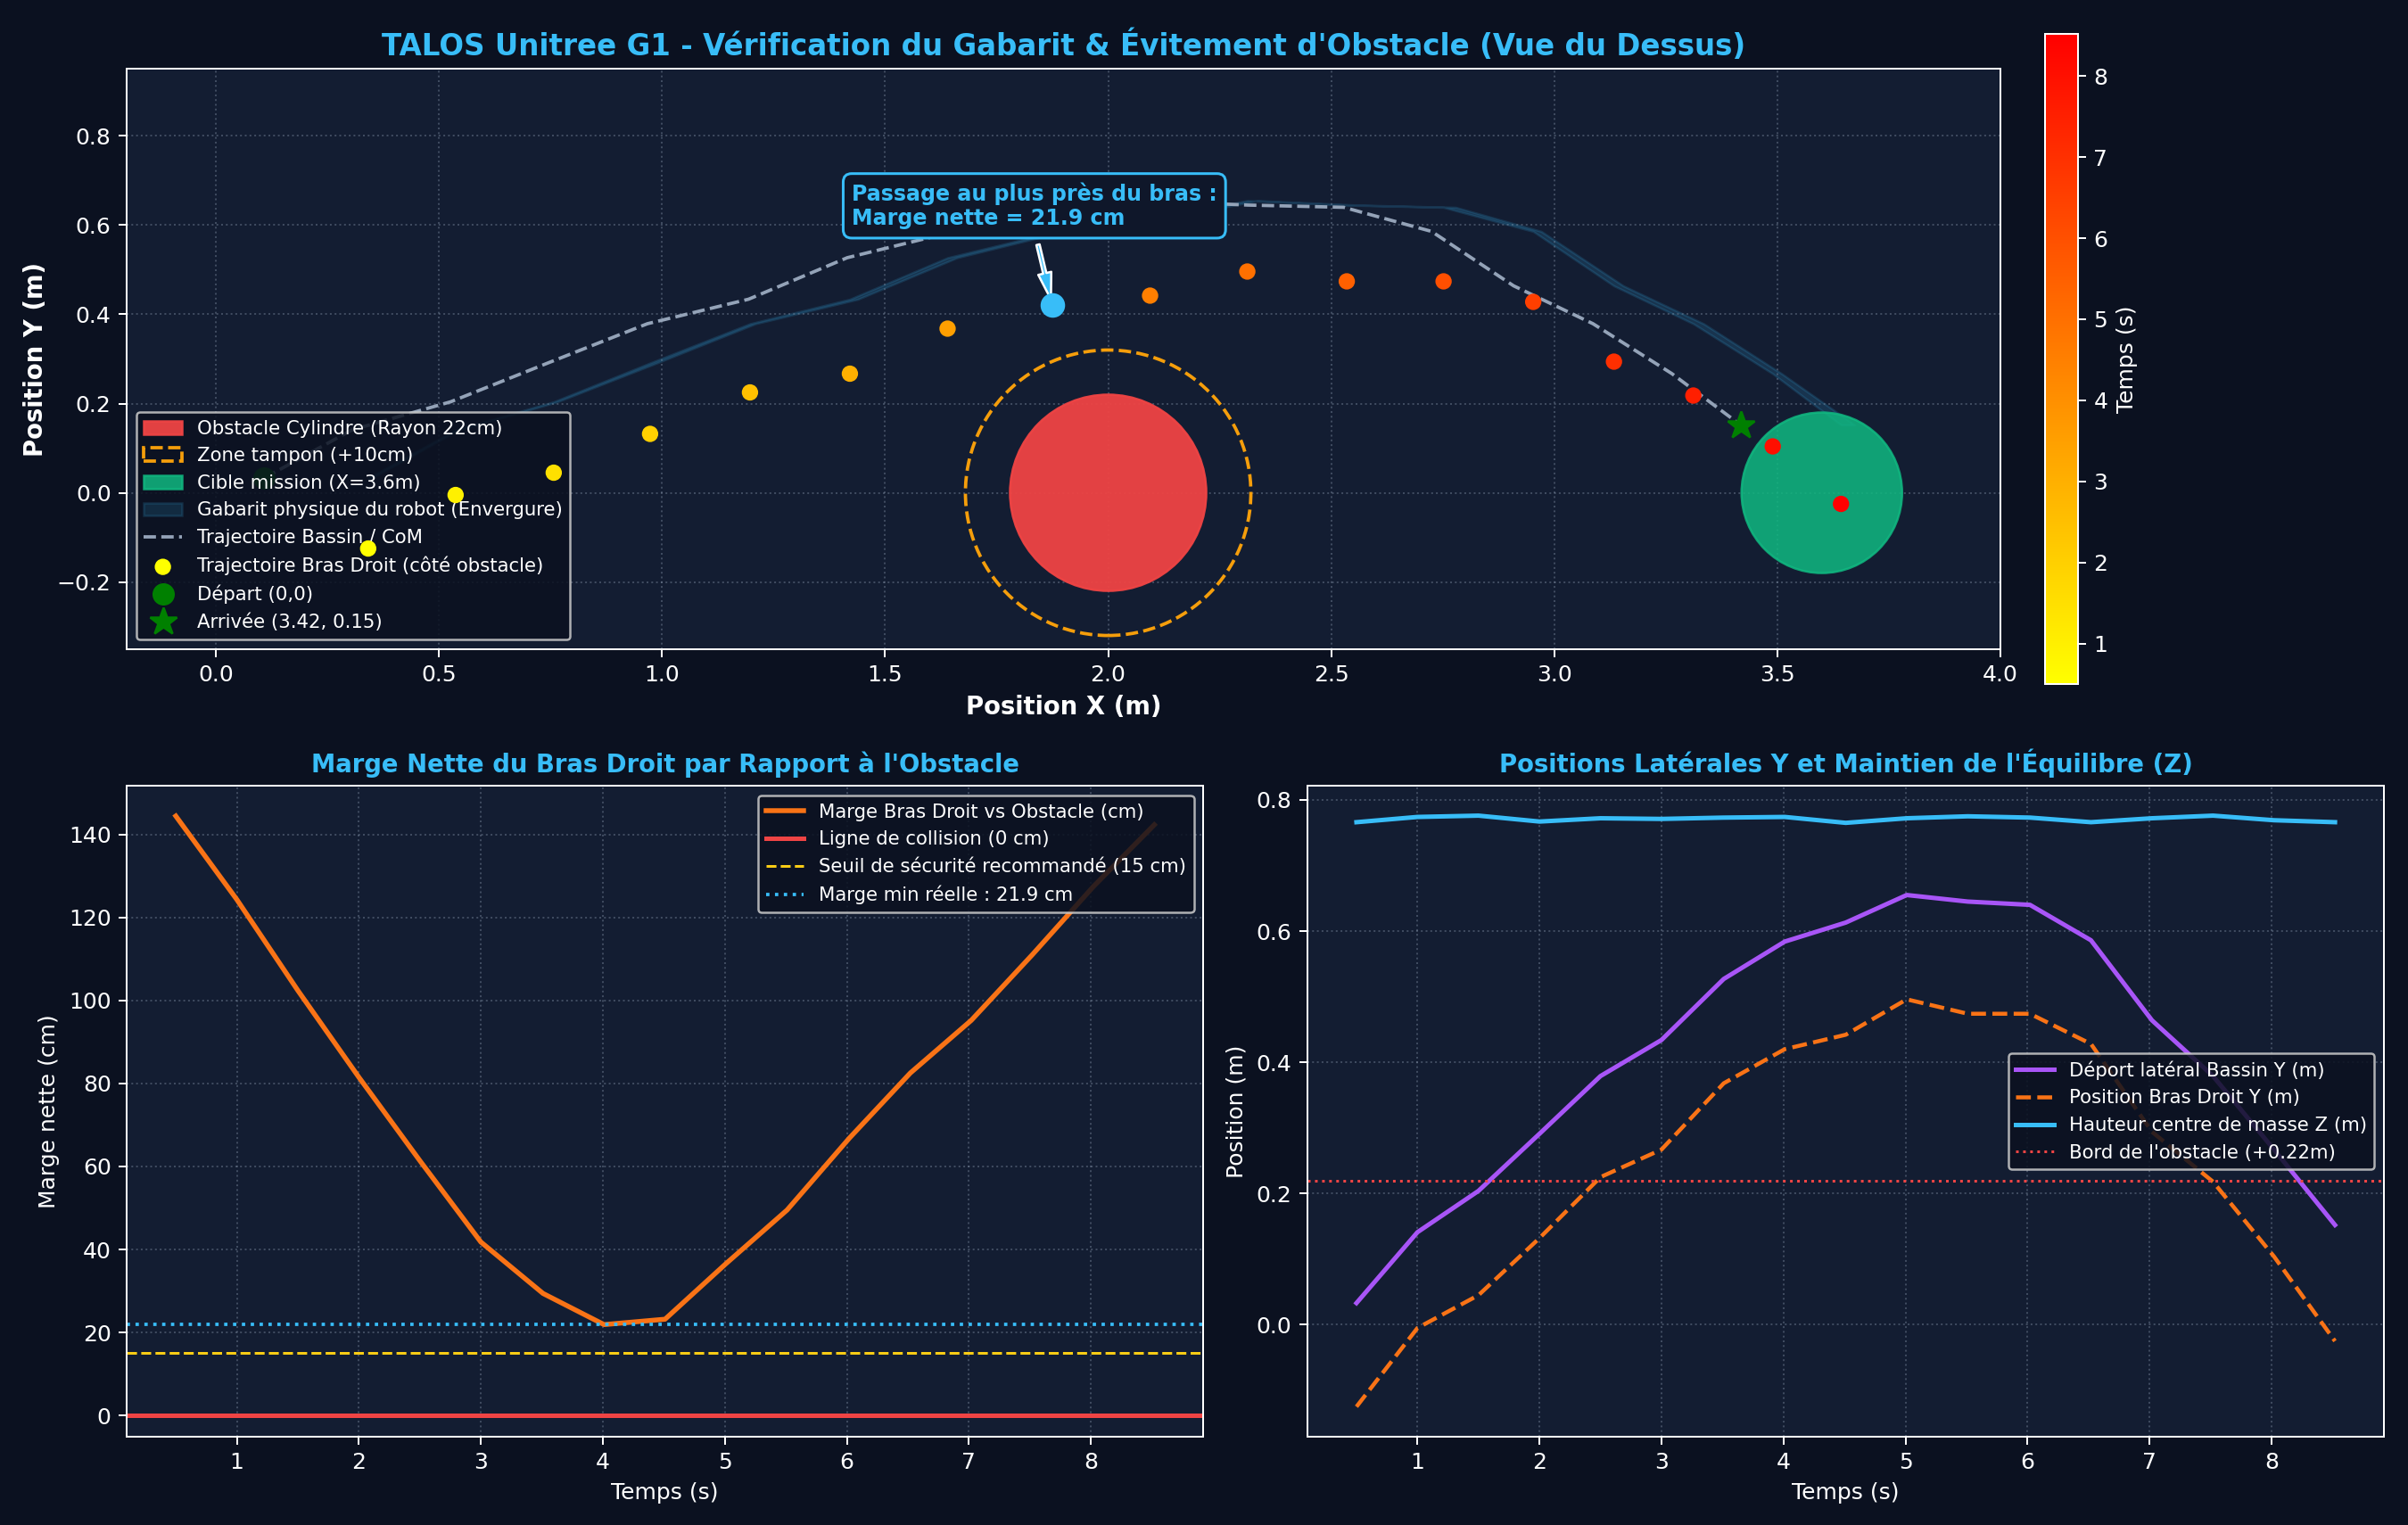 TALOS Unitree G1 - Vérification du Gabarit & Évitement d'Obstacle (Vue du Dessus)
Position Y (m)
0.8
0.6
0.4
0.2
0.0
−0.2
Passage au plus près du bras :
Marge nette = 21.9 cm
Obstacle Cylindre (Rayon 22cm)
Zone tampon (+10cm)
Cible mission (X=3.6m)
Gabarit physique du robot (Envergure)
Trajectoire Bassin / CoM
Trajectoire Bras Droit (côté obstacle)
Départ (0,0)
Arrivée (3.42, 0.15)
0.0 0.5 1.0 1.5 2.0 2.5 3.0 3.5 4.0
Position X (m)
8
7
6
5
4
3
2
1
Temps (s)
Marge Nette du Bras Droit par Rapport à l'Obstacle
Marge nette (cm)
140
120
100
80
60
40
20
0
Marge Bras Droit vs Obstacle (cm)
Ligne de collision (0 cm)
Seuil de sécurité recommandé (15 cm)
Marge min réelle : 21.9 cm
1 2 3 4 5 6 7 8
Temps (s)
Positions Latérales Y et Maintien de l'Équilibre (Z)
Position (m)
0.8
0.6
0.4
0.2
0.0
Déport latéral Bassin Y (m)
Position Bras Droit Y (m)
Hauteur centre de masse Z (m)
Bord de l'obstacle (+0.22m)
1 2 3 4 5 6 7 8
Temps (s)